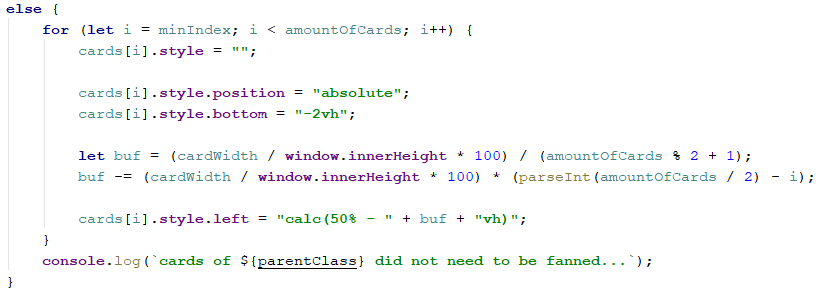 else {
    for (let i = minIndex; i < amountOfCards; i++) {
        cards[i].style = "";

        cards[i].style.position = "absolute";
        cards[i].style.bottom = "-2vh";

        let buf = (cardWidth / window.innerHeight * 100) / (amountOfCards % 2 + 1);
        buf -= (cardWidth / window.innerHeight * 100) * (parseInt(amountOfCards / 2) - i);

        cards[i].style.left = "calc(50% - " + buf + "vh)";
    }
    console.log(`cards of ${parentClass} did not need to be fanned...`);
}